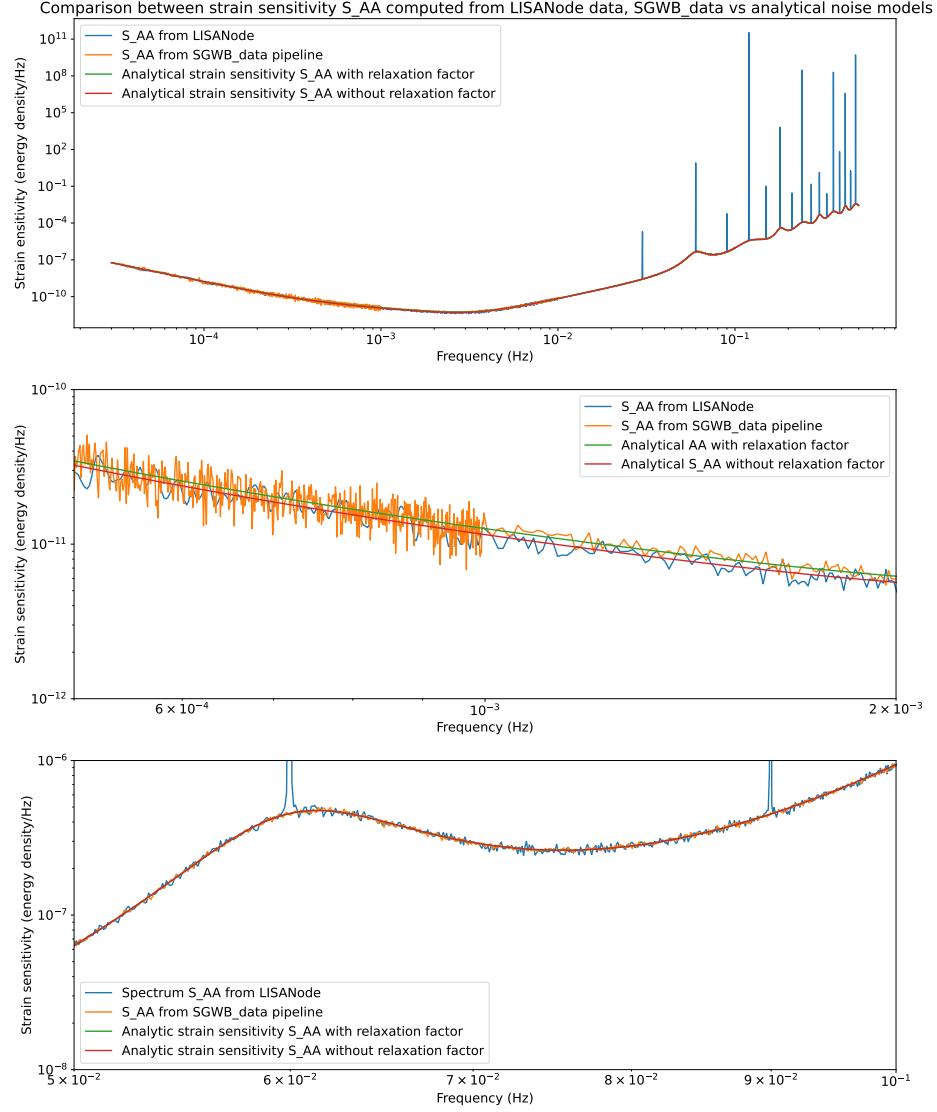 Comparison between strain sensitivity S_AA computed from LISANode data, SGWB_data vs analytical noise models
S_AA from LISANode
S_AA from SGWB_data pipeline
Analytical strain sensitivity S_AA with relaxation factor
Analytical strain sensitivity S_AA without relaxation factor
Strain ensitivity (energy density/Hz)
10^11
10^8
10^5
10^2
10^−1
10^−4
10^−7
10^−10
10^−4
10^−3
10^−2
10^−1
Frequency (Hz)
S_AA from LISANode
S_AA from SGWB_data pipeline
Analytical AA with relaxation factor
Analytical S_AA without relaxation factor
Strain sensitivity (energy density/Hz)
10^−10
10^−11
10^−12
6 × 10^−4
10^−3
2 × 10^−3
Frequency (Hz)
Strain sensitivity (energy density/Hz)
10^−6
10^−7
10^−8
Spectrum S_AA from LISANode
S_AA from SGWB_data pipeline
Analytic strain sensitivity S_AA with relaxation factor
Analytic strain sensitivity S_AA without relaxation factor
5 × 10^−2
6 × 10^−2
7 × 10^−2
8 × 10^−2
9 × 10^−2
10^−1
Frequency (Hz)